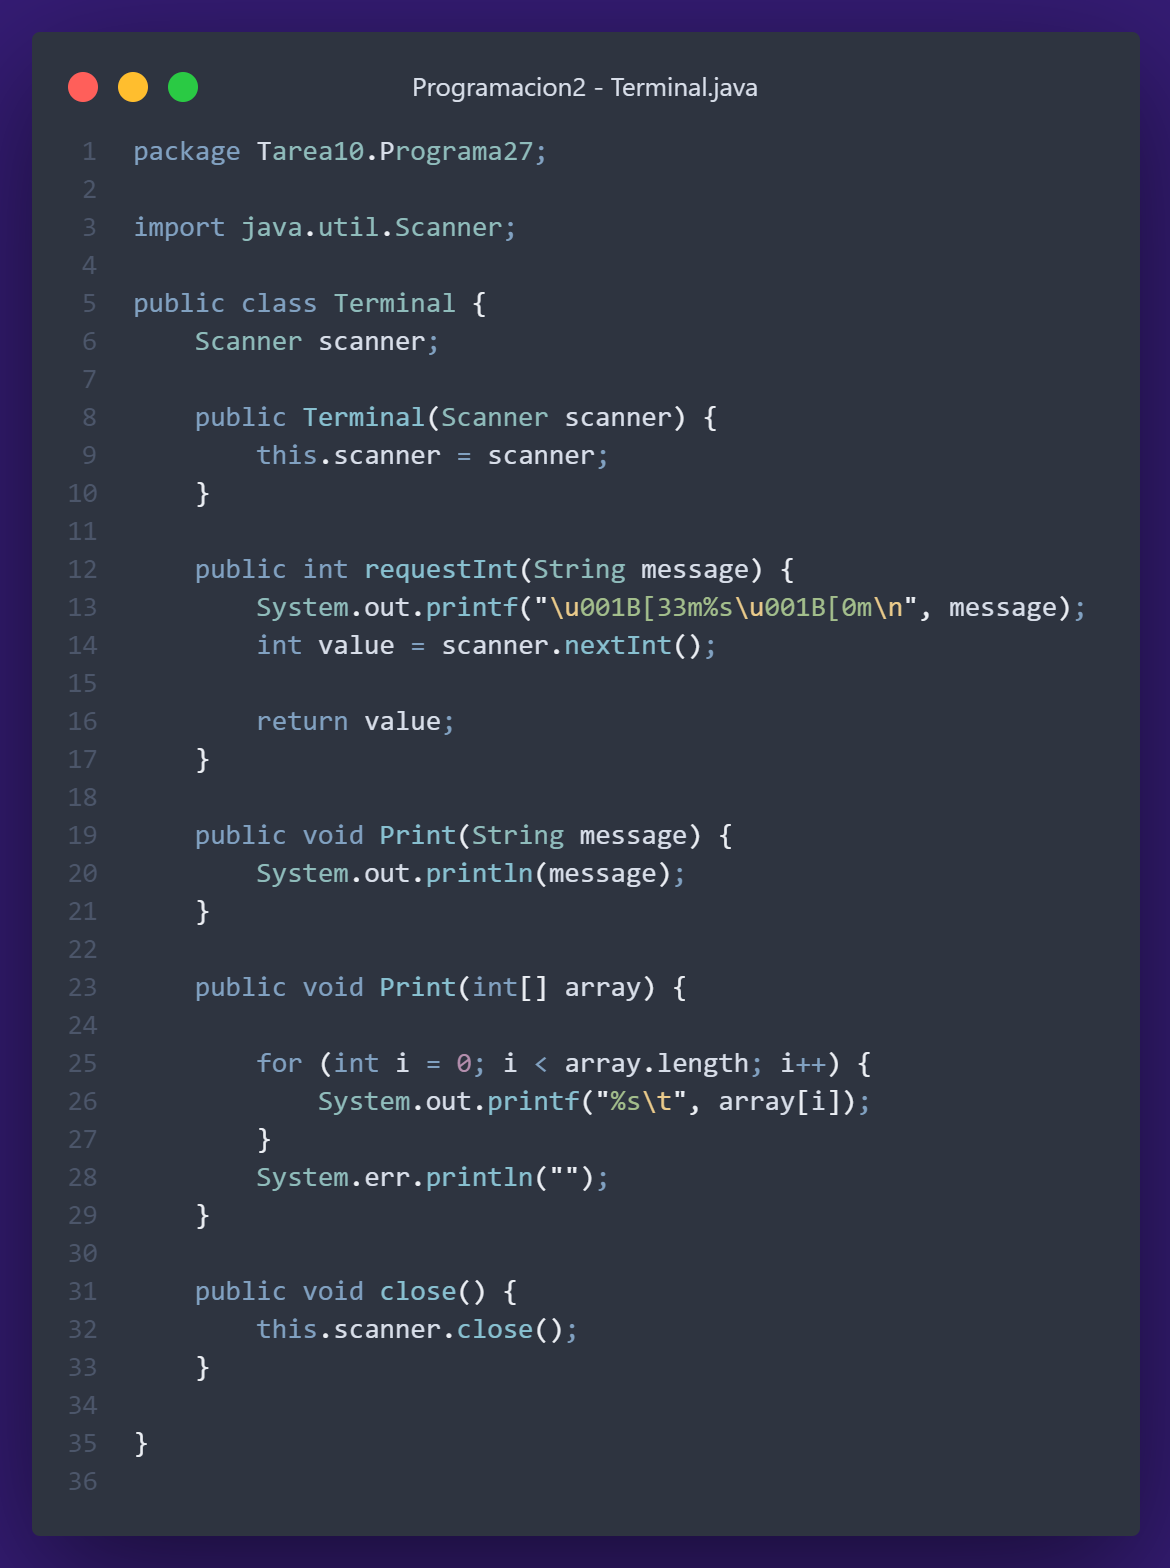 Programacion2 - Terminal.java
1 package Tarea10.Programa27;
2
3 import java.util.Scanner;
4
5 public class Terminal {
6     Scanner scanner;
7
8     public Terminal(Scanner scanner) {
9         this.scanner = scanner;
10     }
11
12     public int requestInt(String message) {
13         System.out.printf("\u001B[33m%s\u001B[0m\n", message);
14         int value = scanner.nextInt();
15
16         return value;
17     }
18
19     public void Print(String message) {
20         System.out.println(message);
21     }
22
23     public void Print(int[] array) {
24
25         for (int i = 0; i < array.length; i++) {
26             System.out.printf("%s\t", array[i]);
27         }
28         System.err.println("");
29     }
30
31     public void close() {
32         this.scanner.close();
33     }
34
35 }
36